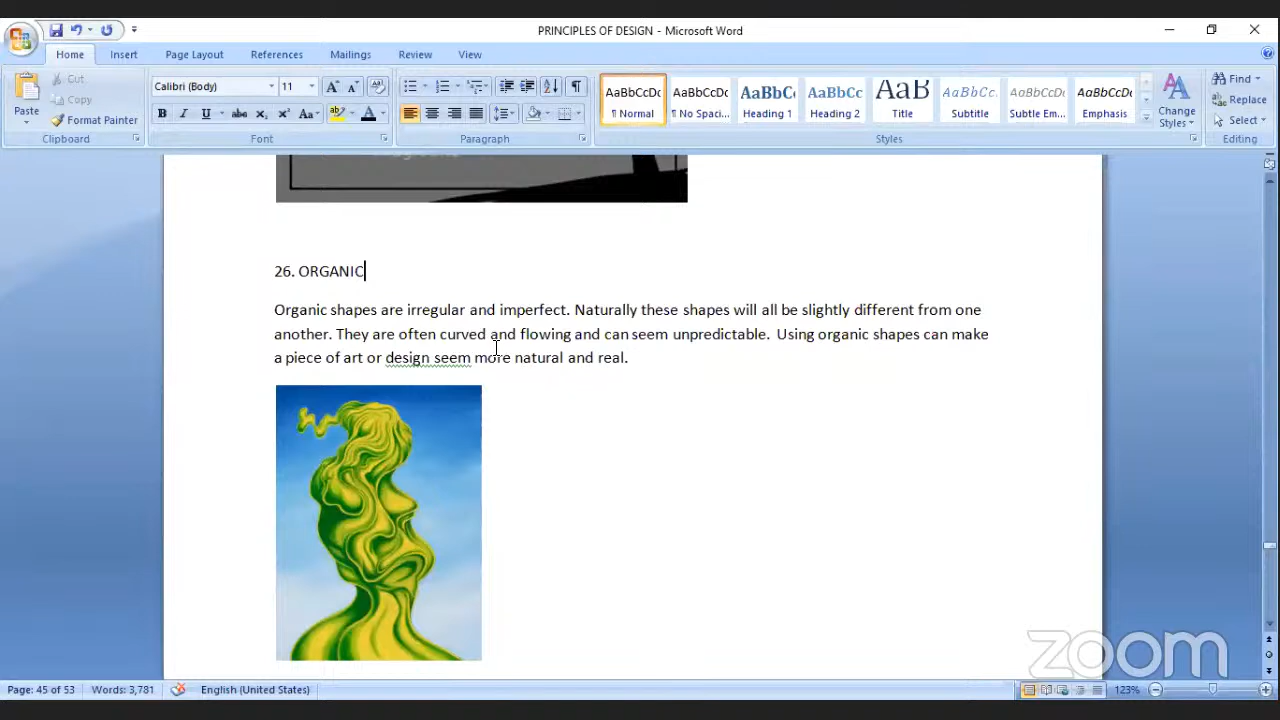 PRINCIPLES OF DESIGN - Microsoft Word
Home Insert Page Layout References Mailings Review View
Paste
Cut
Copy
Format Painter
Clipboard
Calibri (Body) 11
Font
Paragraph
AaBbCcDc AaBbCcDc AaBbC AaBbCc AaB AaBbCc. AaBbCcDc AaBbCcDc
¶ Normal ¶ No Spaci... Heading 1 Heading 2 Title Subtitle Subtle Em... Emphasis
Change Styles
Styles
Find
Replace
Select
Editing
26. ORGANIC
Organic shapes are irregular and imperfect. Naturally these shapes will all be slightly different from one
another. They are often curved and flowing and can seem unpredictable. Using organic shapes can make
a piece of art or design seem more natural and real.
zoom
Page: 45 of 53 Words: 3,781 English (United States) 123%